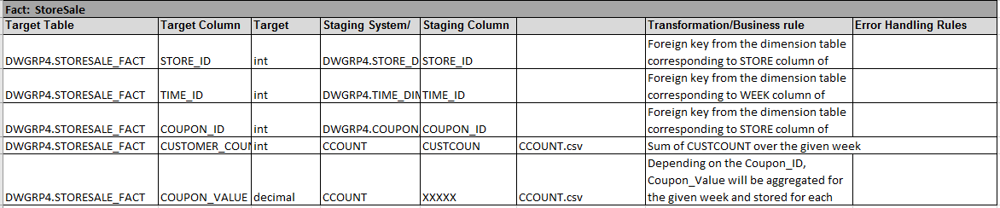 Fact: StoreSale
Target Table Target Column Target Staging System/ Staging Column Transformation/Business rule Error Handling Rules
Foreign key from the dimension table
DWGRP4.STORESALE_FACT STORE_ID int DWGRP4.STORE_D STORE_ID corresponding to STORE column of
Foreign key from the dimension table
DWGRP4.STORESALE_FACT TIME_ID int DWGRP4.TIME_DIM TIME_ID corresponding to WEEK column of
Foreign key from the dimension table
DWGRP4.STORESALE_FACT COUPON_ID int DWGRP4.COUPON_ COUPON_ID corresponding to STORE column of
DWGRP4.STORESALE_FACT CUSTOMER_COUN int CCOUNT CUSTCOUN CCOUNT.csv Sum of CUSTCOUNT over the given week
Depending on the Coupon_ID,
Coupon_Value will be aggregated for
DWGRP4.STORESALE_FACT COUPON_VALUE decimal CCOUNT XXXXX CCOUNT.csv the given week and stored for each